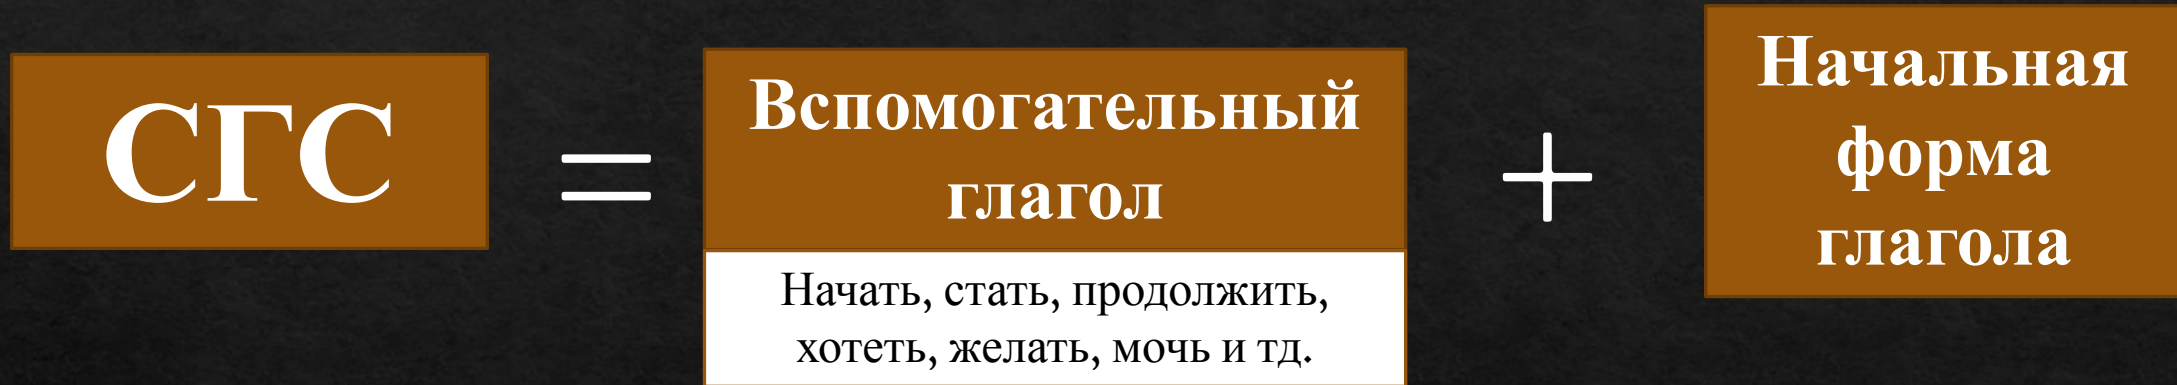 СГС
=
Вспомогательный
глагол
Начать, стать, продолжить,
хотеть, желать, мочь и тд.
+
Начальная
форма
глагола